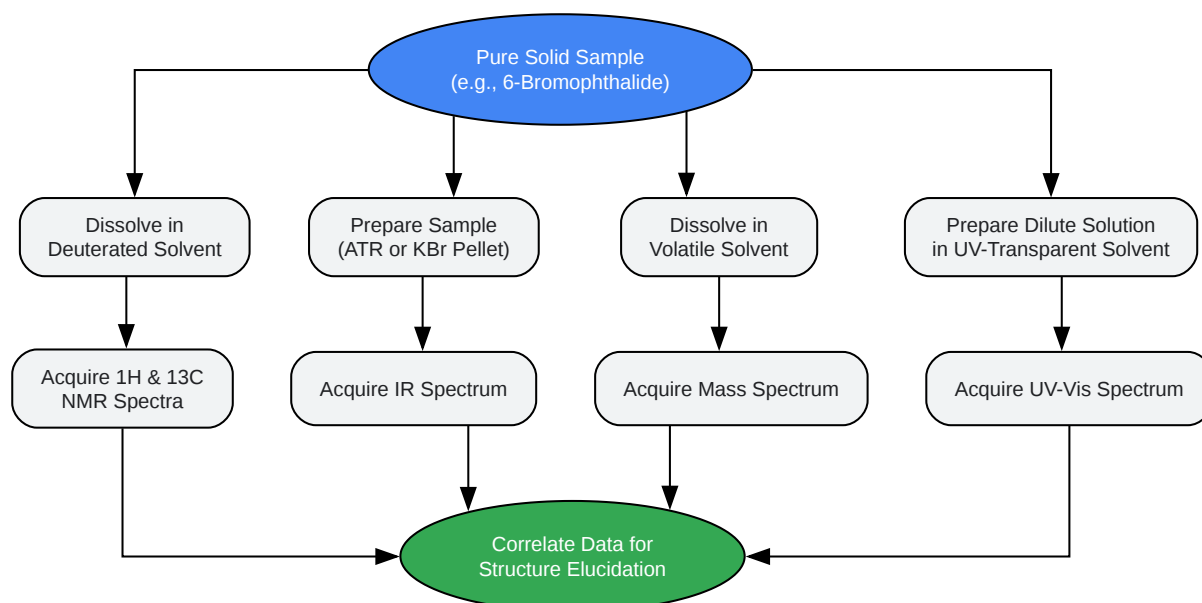 Pure Solid Sample
(e.g., 6-Bromophthalide)
Dissolve in
Deuterated Solvent
Prepare Sample
(ATR or KBr Pellet)
Dissolve in
Volatile Solvent
Prepare Dilute Solution
in UV-Transparent Solvent
Acquire 1H & 13C
NMR Spectra
Acquire IR Spectrum
Acquire Mass Spectrum
Acquire UV-Vis Spectrum
Correlate Data for
Structure Elucidation